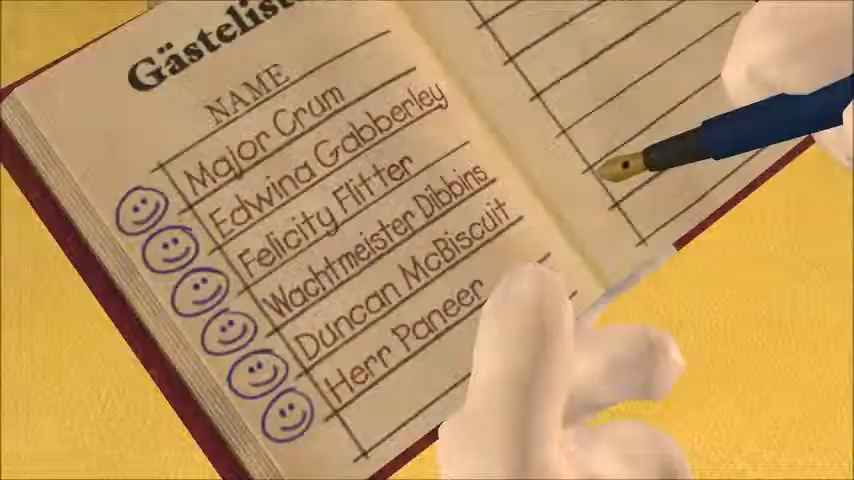 Gästeliste
NAME
Major Crum
Edwina Gabberley
Felicity Flitter
Wachtmeister Dibbins
Duncan McBiscuit
Herr Paneer